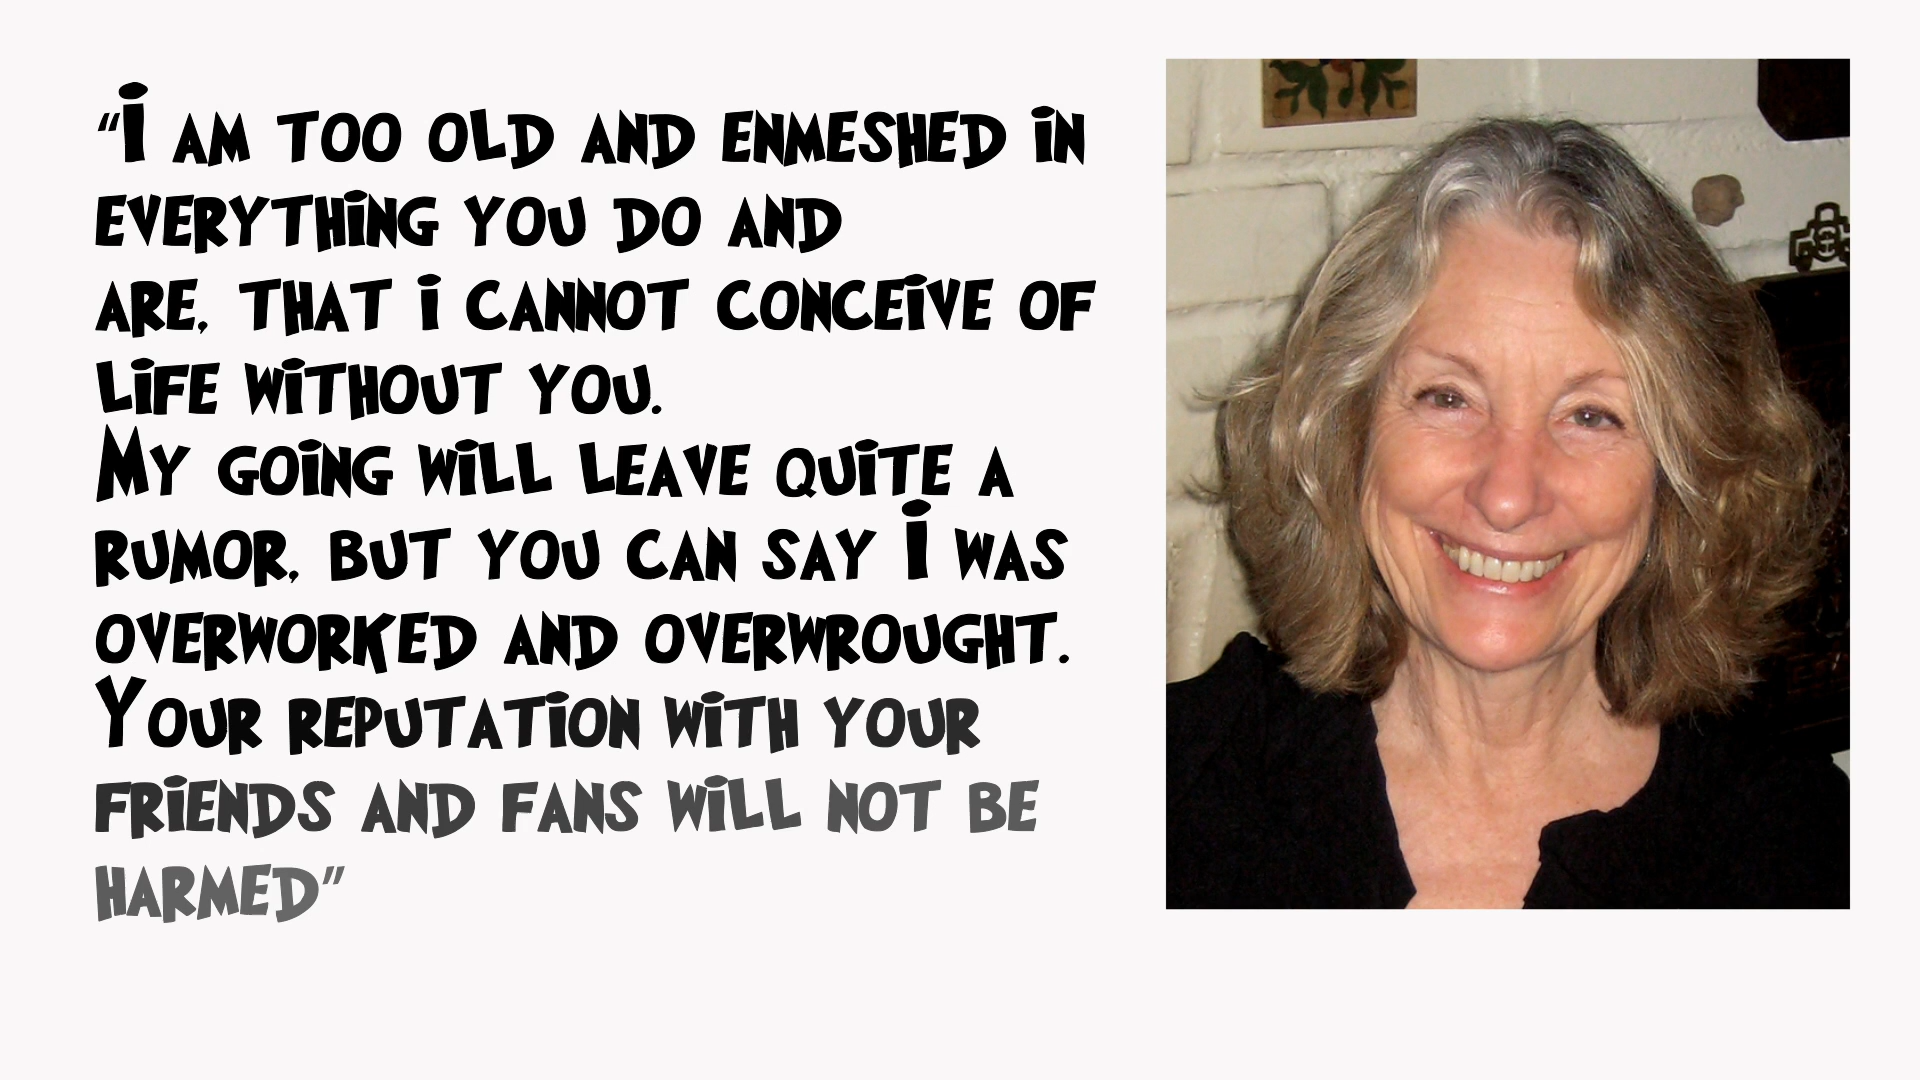 “I am too old and enmeshed in
everything you do and
are, that i cannot conceive of
life without you.
My going will leave quite a
rumor, but you can say I was
overworked and overwrought.
Your reputation with your
friends and fans will not be
harmed”